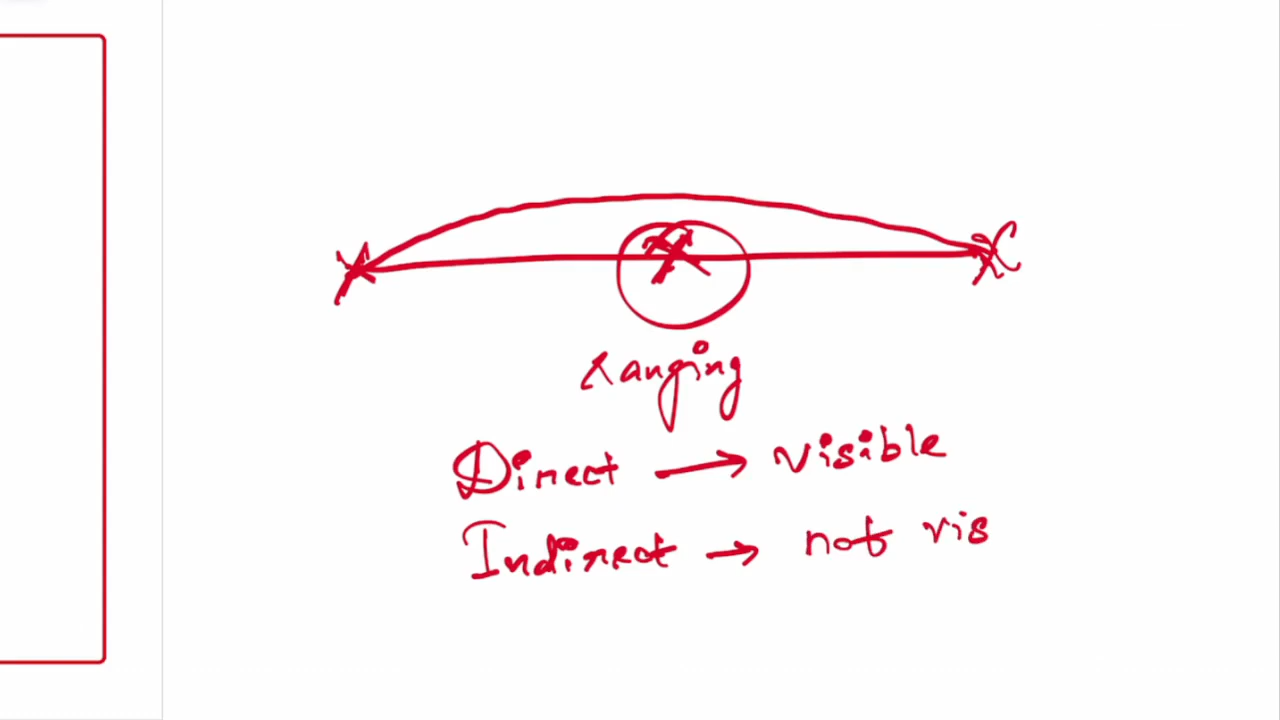 ranging
Direct → visible
Indirect → not vis